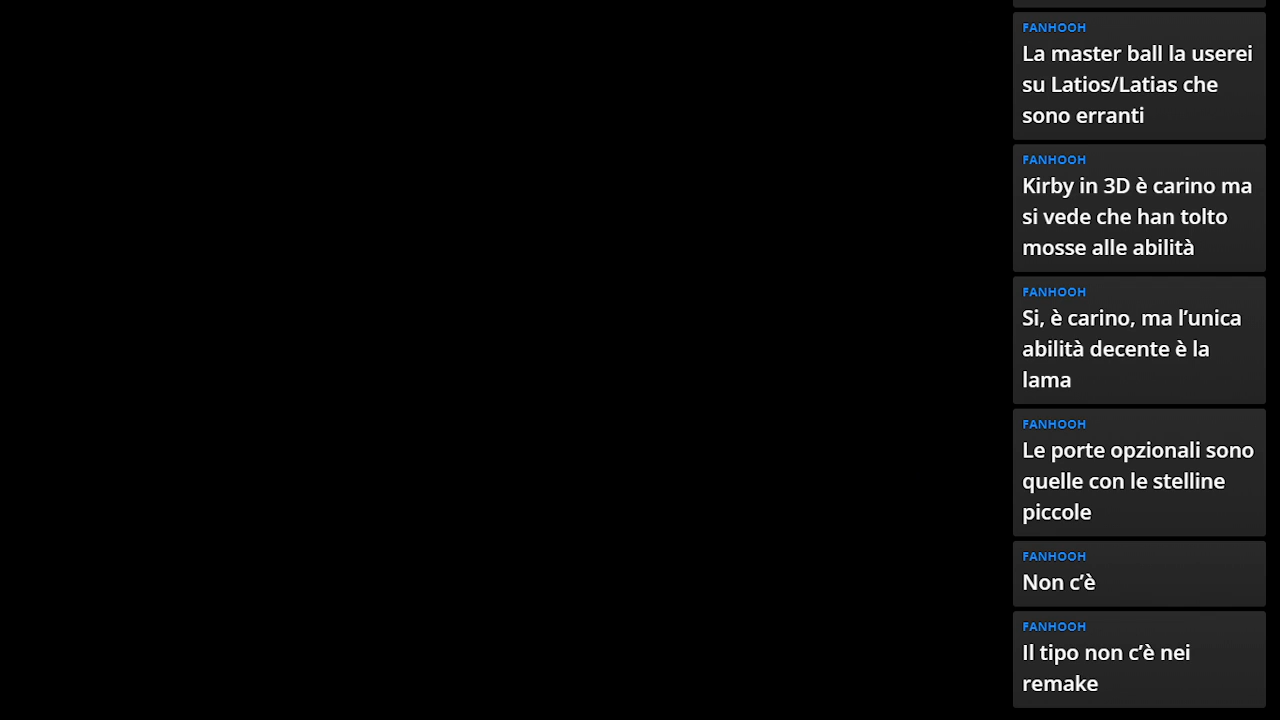 FANHOOH
La master ball la userei
su Latios/Latias che
sono erranti
FANHOOH
Kirby in 3D è carino ma
si vede che han tolto
mosse alle abilità
FANHOOH
Si, è carino, ma l’unica
abilità decente è la
lama
FANHOOH
Le porte opzionali sono
quelle con le stelline
piccole
FANHOOH
Non c’è
FANHOOH
Il tipo non c’è nei
remake